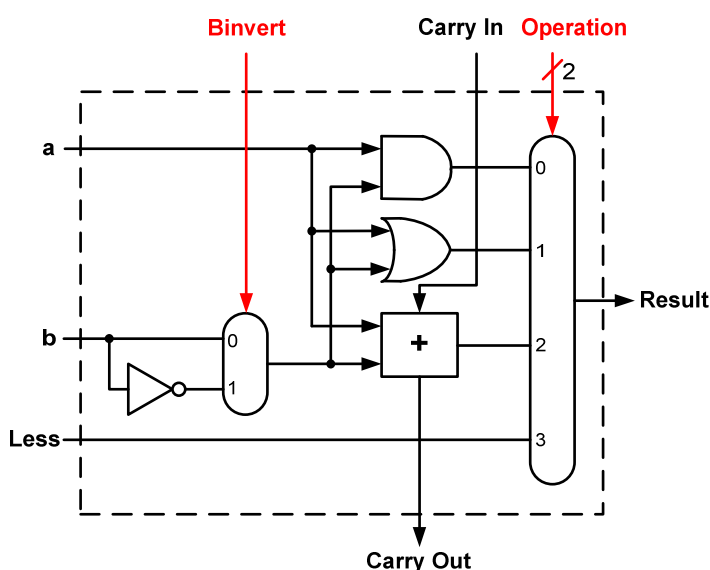 Binvert
Carry In
Operation
2
a
0
1
Result
b
0
+
2
1
Less
3
Carry Out